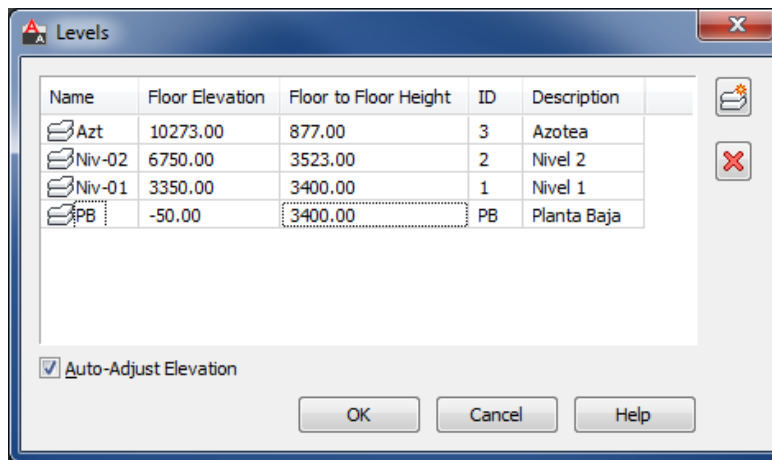 Levels
Name Floor Elevation Floor to Floor Height ID Description
Azt 10273.00 877.00 3 Azotea
Niv-02 6750.00 3523.00 2 Nivel 2
Niv-01 3350.00 3400.00 1 Nivel 1
PB -50.00 3400.00 PB Planta Baja
Auto-Adjust Elevation
OK Cancel Help